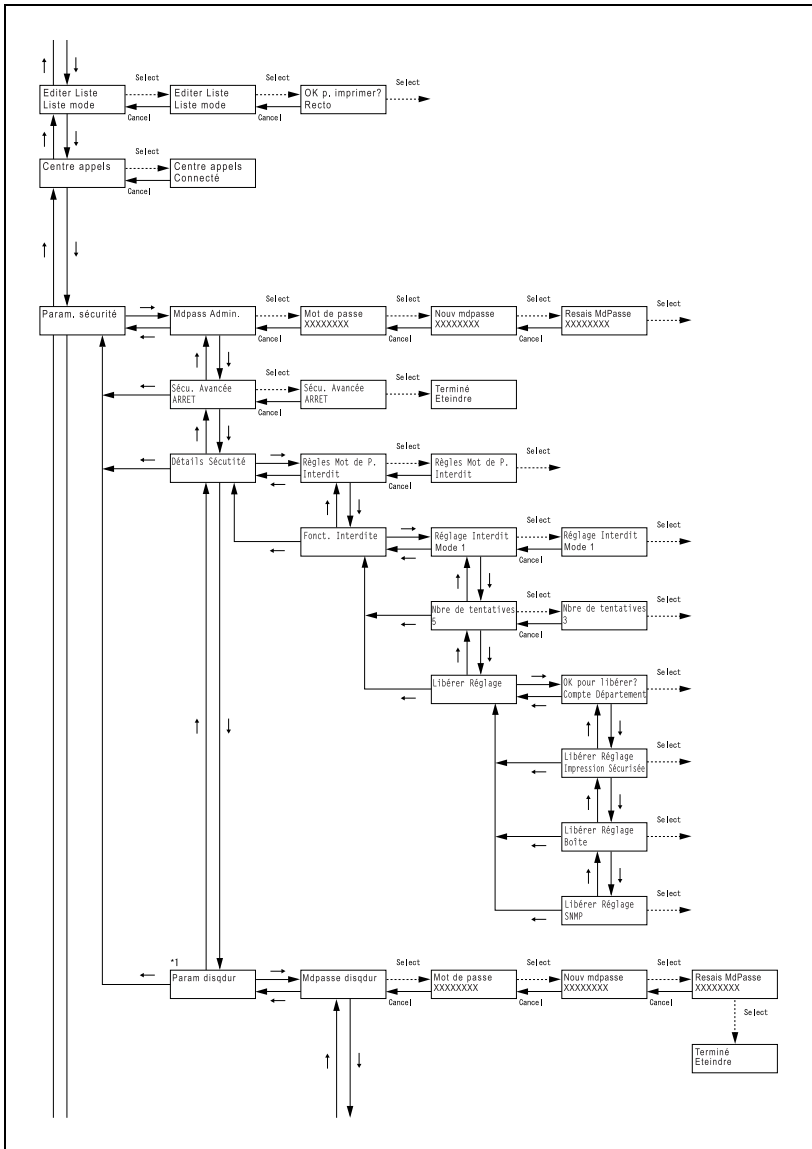 Select
Select
Select
Editer Liste
Liste mode
Editer Liste
Liste mode
OK p. imprimer?
Recto
Cancel
Cancel
Select
Centre appels
Centre appels
Connecté
Cancel
Select
Select
Select
Select
Param. sécurité
Mdpass Admin.
Mot de passe
XXXXXXXX
Nouv mdpasse
XXXXXXXX
Resais MdPasse
XXXXXXXX
Cancel
Cancel
Cancel
Select
Select
Sécu. Avancée
ARRET
Sécu. Avancée
ARRET
Terminé
Eteindre
Cancel
Select
Select
Détails Sécutité
Règles Mot de P.
Interdit
Règles Mot de P.
Interdit
Cancel
Select
Select
Fonct. Interdite
Réglage Interdit
Mode 1
Réglage Interdit
Mode 1
Cancel
Select
Select
Nbre de tentatives
5
Nbre de tentatives
3
Cancel
Select
Libérer Réglage
OK pour libérer?
Compte Département
Select
Libérer Réglage
Impression Sécurisée
Select
Libérer Réglage
Boîte
Select
Libérer Réglage
SNMP
*1
Select
Select
Select
Param disqdur
Mdpasse disqdur
Mot de passe
XXXXXXXX
Nouv mdpasse
XXXXXXXX
Resais MdPasse
XXXXXXXX
Cancel
Cancel
Cancel
Select
Terminé
Eteindre